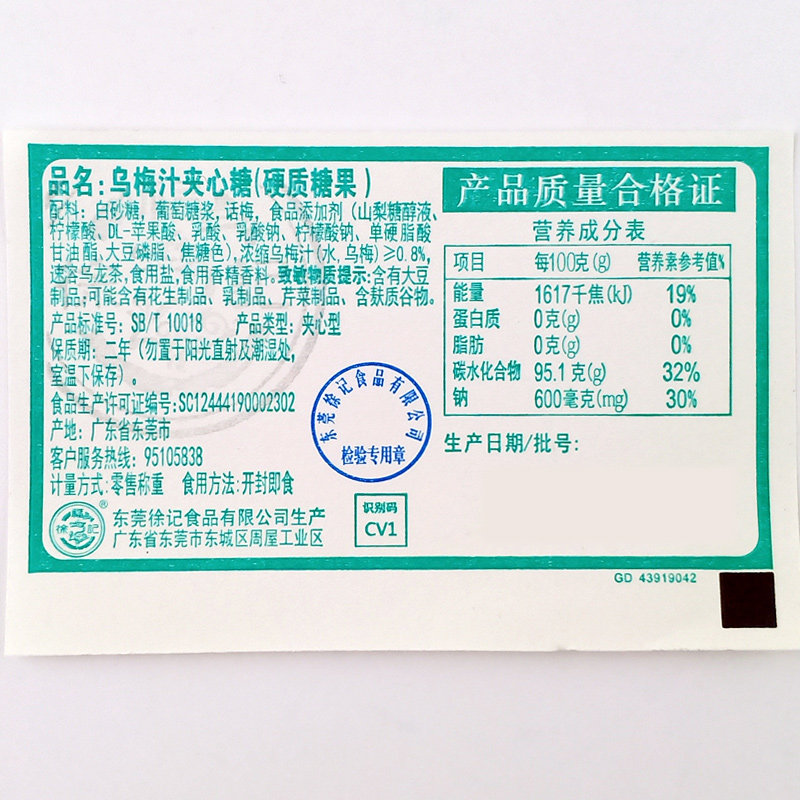 品名：乌梅汁夹心糖(硬质糖果)
配料：白砂糖，葡萄糖浆，话梅，食品添加剂（山梨糖醇液、
柠檬酸、DL-苹果酸、乳酸、乳酸钠、柠檬酸钠、单硬脂酸
甘油酯、大豆磷脂、焦糖色），浓缩乌梅汁(水，乌梅）≥0.8%，
速溶乌龙茶，食用盐，食用香精香料。致敏物质提示：含有大豆
制品；可能含有花生制品、乳制品、芹菜制品、含麸质谷物。
产品标准号：SB/T 10018 产品类型：夹心型
保质期：二年（勿置于阳光直射及潮湿处，
室温下保存）。
食品生产许可证编号：SC12444190002302
产地：广东省东莞市
客户服务热线：95105838
计量方式：零售称重 食用方法：开封即食
徐记
®
东莞徐记食品有限公司生产
广东省东莞市东城区周屋工业区
东莞徐记食品有限公司
检验专用章
识别码
CV1
产品质量合格证
营养成分表
项目 每100克(g) 营养素参考值%
能量 1617千焦(kJ) 19%
蛋白质 0克(g) 0%
脂肪 0克(g) 0%
碳水化合物 95.1克(g) 32%
钠 600毫克(mg) 30%
生产日期/批号：
GD 43919042